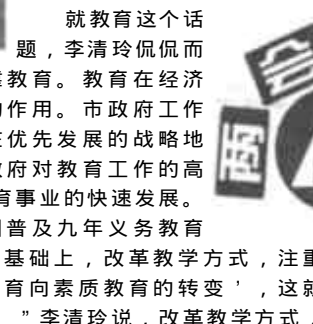 就教育这个话
题，李清玲侃侃而
教育。教育在经济
作用。市政府工作
优先发展的战略地
政府对教育工作的高
育事业的快速发展。
普及九年义务教育
基础上，改革教学方式，注重
育向素质教育的转变’，这就
。”李清玲说，改革教学方式，
再